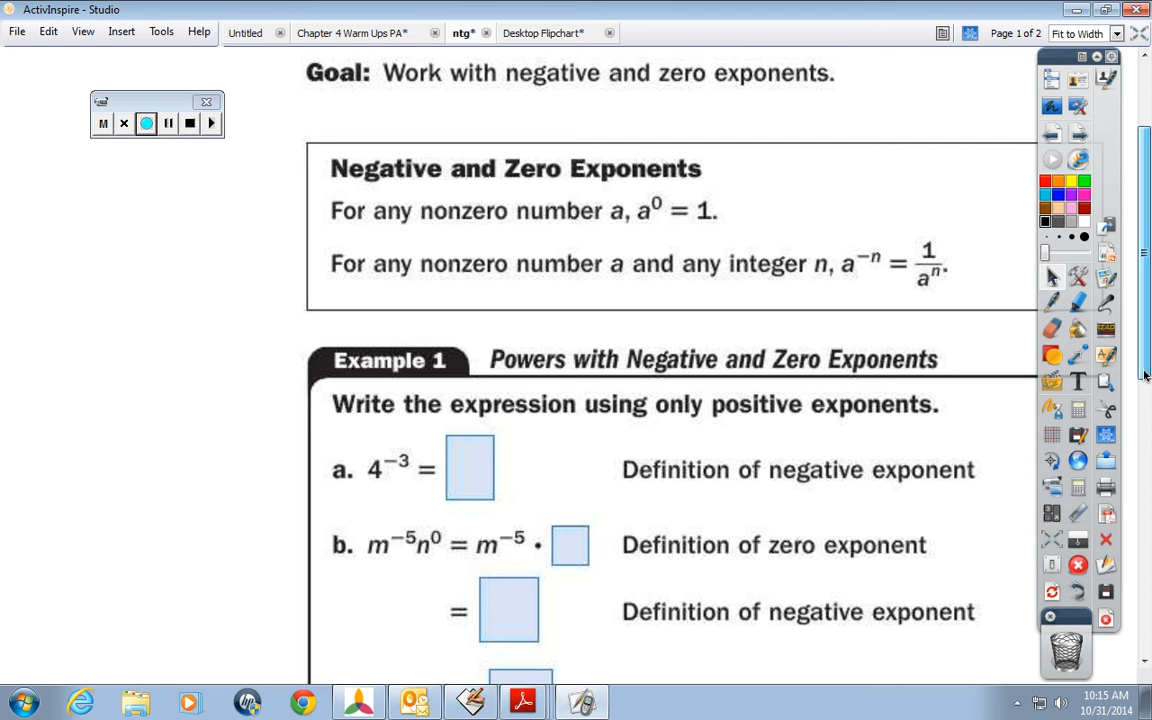 ActivInspire - Studio
File Edit View Insert Tools Help
Untitled Chapter 4 Warm Ups PA* ntg* Desktop Flipchart*
Page 1 of 2 Fit to Width
Goal: Work with negative and zero exponents.
M
Negative and Zero Exponents
For any nonzero number a, a⁰ = 1.
For any nonzero number a and any integer n, a⁻ⁿ = 1/aⁿ.
Example 1 Powers with Negative and Zero Exponents
Write the expression using only positive exponents.
a. 4⁻³ = Definition of negative exponent
b. m⁻⁵n⁰ = m⁻⁵ · Definition of zero exponent
= Definition of negative exponent
10:15 AM
10/31/2014